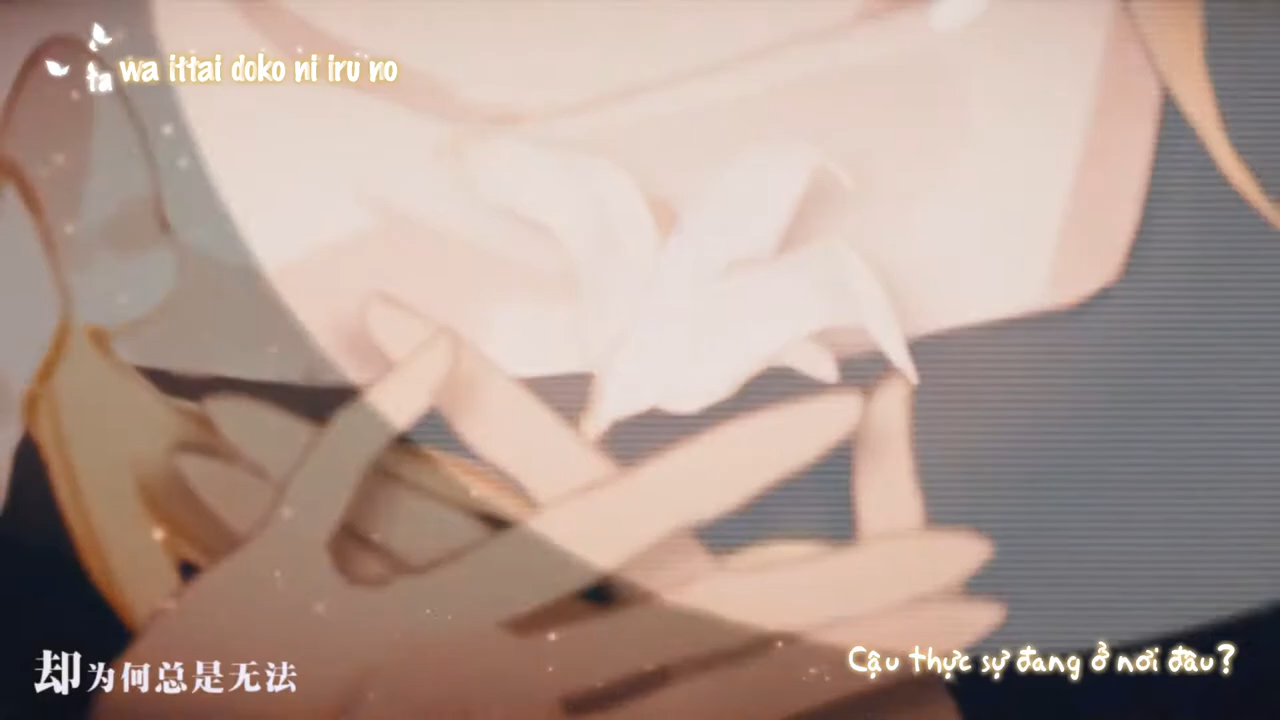 ta wa ittai doko ni iru no
却为何总是无法
Cậu thực sự đang ở nơi đâu?